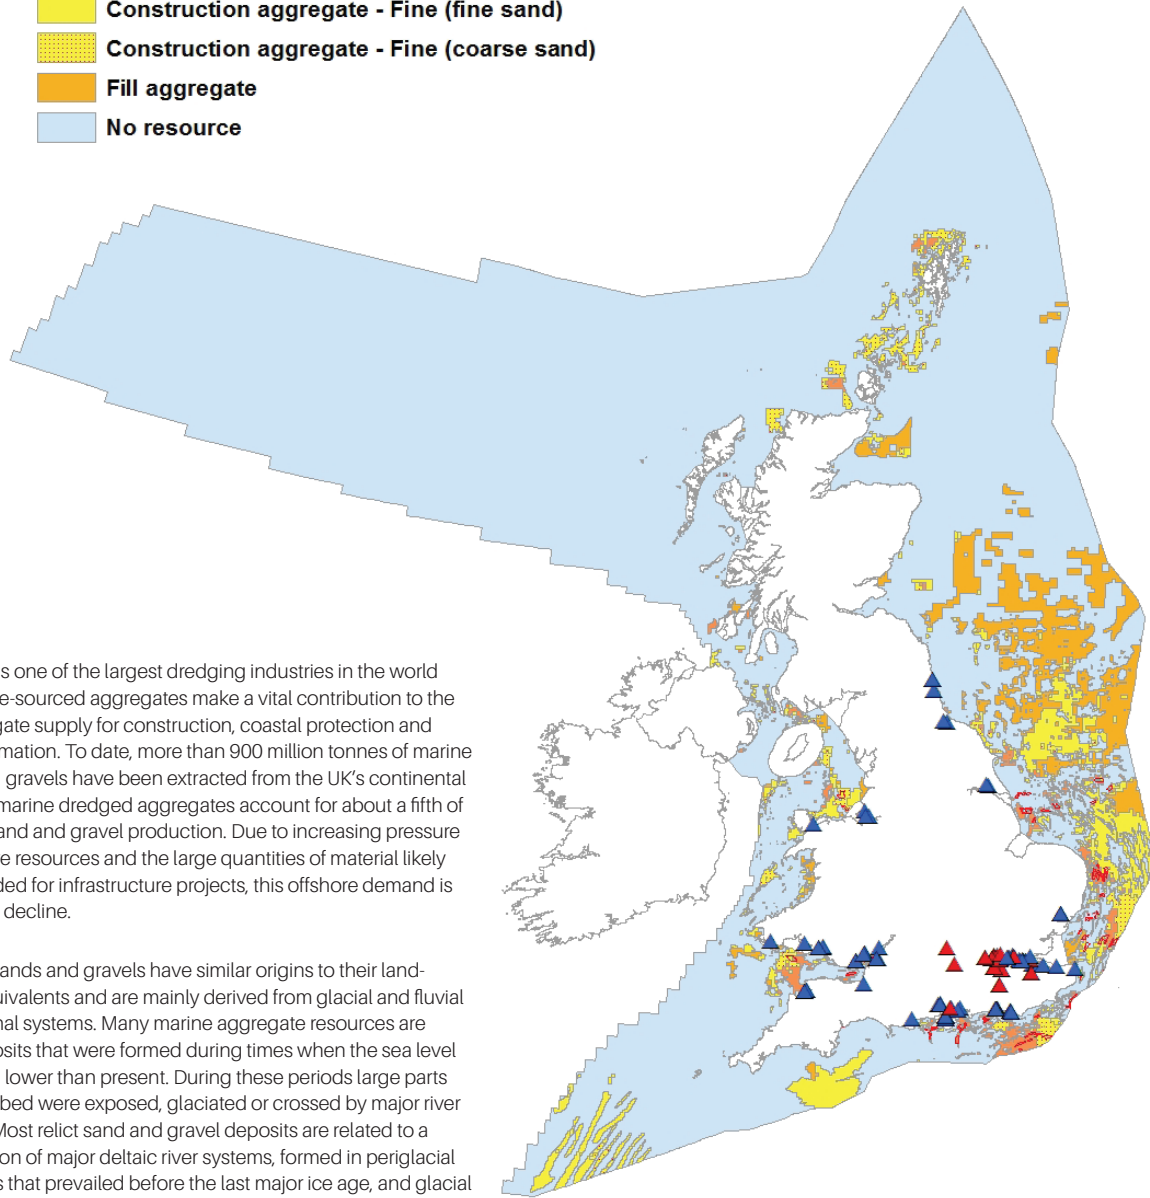 Construction aggregate - Fine (fine sand)
Construction aggregate - Fine (coarse sand)
Fill aggregate
No resource
s one of the largest dredging industries in the world
e-sourced aggregates make a vital contribution to the
gate supply for construction, coastal protection and
mation. To date, more than 900 million tonnes of marine
gravels have been extracted from the UK's continental
marine dredged aggregates account for about a fifth of
and and gravel production. Due to increasing pressure
e resources and the large quantities of material likely
ded for infrastructure projects, this offshore demand is
decline.
ands and gravels have similar origins to their land-
uivalents and are mainly derived from glacial and fluvial
nal systems. Many marine aggregate resources are
osits that were formed during times when the sea level
lower than present. During these periods large parts
bed were exposed, glaciated or crossed by major river
Most relict sand and gravel deposits are related to a
on of major deltaic river systems, formed in periglacial
s that prevailed before the last major ice age, and glacial